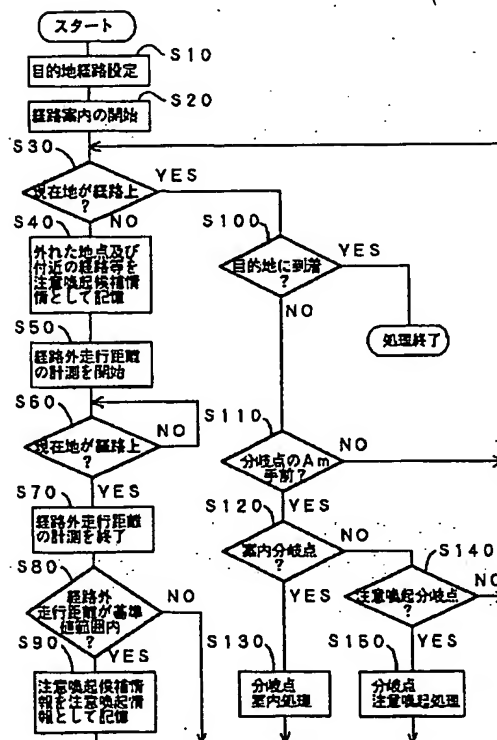 スタート
S10
目的地経路設定
S20
経路案内の開始
S30
現在地が経路上
?
YES
NO
S40
外れた地点及び
付近の経路等を
注意喚起候補情
情として記憶
S50
経路外走行距離
の計測を開始
S60
現在地が経路上
?
NO
YES
S70
経路外走行距離
の計測を終了
S80
経路外
走行距離が基準
値範囲内
?
NO
YES
S90
注意喚起候補情
報を注意喚起情
報として記憶
S100
目的地に到着
?
YES
NO
処理終了
S110
分岐点のAm
手前?
NO
YES
S120
案内分岐点
?
NO
YES
S130
分岐点
案内処理
S140
注意喚起分岐点
?
NO
YES
S150
分岐点
注意喚起処理